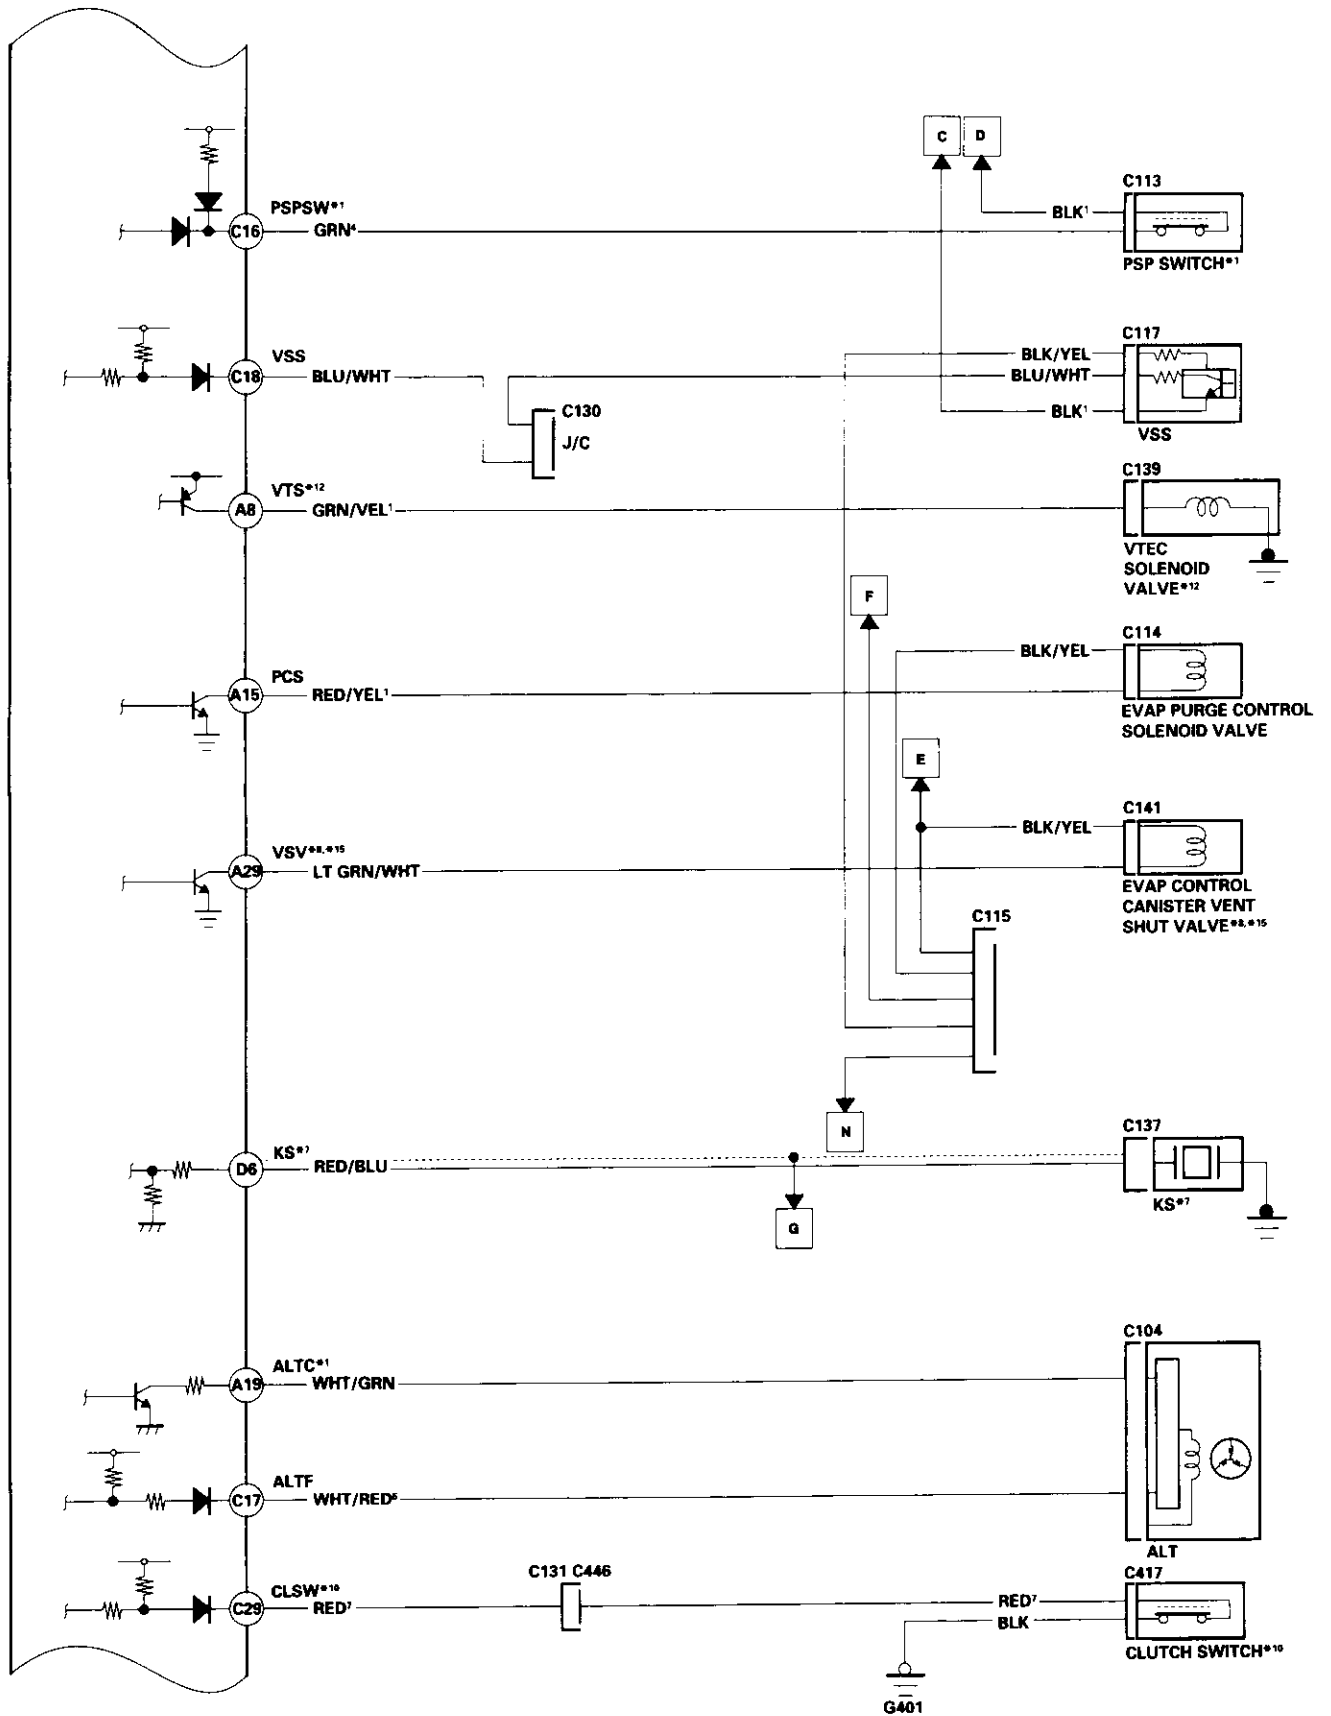 C D
C113
PSPSW*1
C16 GRN⁴ BLK¹
PSP SWITCH*1
C117
VSS BLK/YEL
C18 BLU/WHT BLU/WHT
C130 BLK¹
J/C VSS
C139
VTS*12
A8 GRN/YEL¹
VTEC
SOLENOID
VALVE*12
F
C114
BLK/YEL
PCS
A15 RED/YEL¹
EVAP PURGE CONTROL
SOLENOID VALVE
E
C141
BLK/YEL
VSV*8,*15
A29 LT GRN/WHT
EVAP CONTROL
CANISTER VENT
SHUT VALVE*8,*15
C115
N
C137
KS*7
D6 RED/BLU
KS*7
G
C104
ALTC*1
A19 WHT/GRN
ALTF
C17 WHT/RED⁵
ALT
C131 C446 C417
CLSW*10
C29 RED⁷ RED⁷
BLK
CLUTCH SWITCH*10
G401